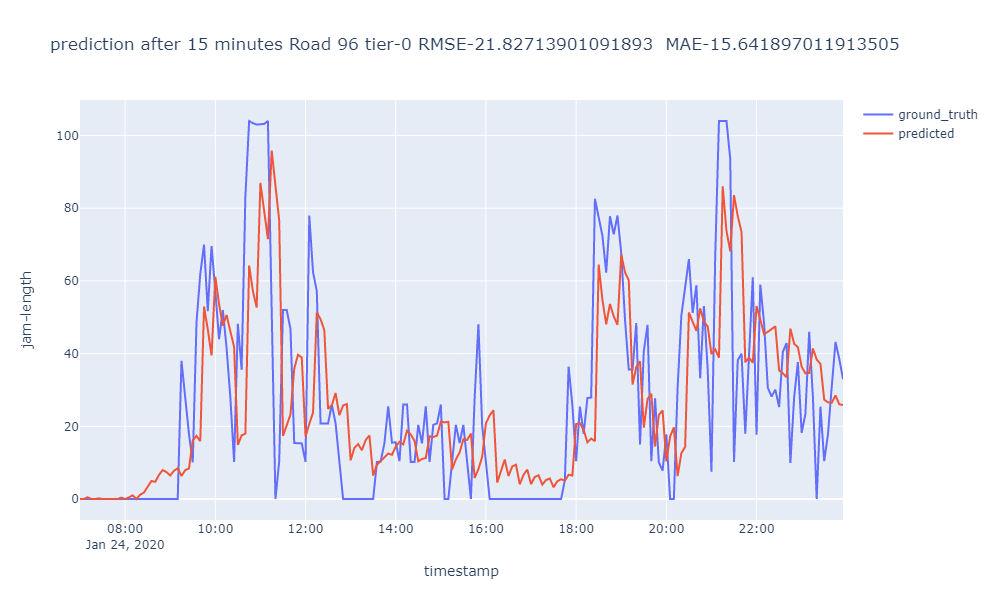 prediction after 15 minutes Road 96 tier-0 RMSE-21.82713901091893  MAE-15.641897011913505
ground_truth
predicted
100
80
60
40
20
0
jam-length
08:00
10:00
12:00
14:00
16:00
18:00
20:00
22:00
Jan 24, 2020
timestamp